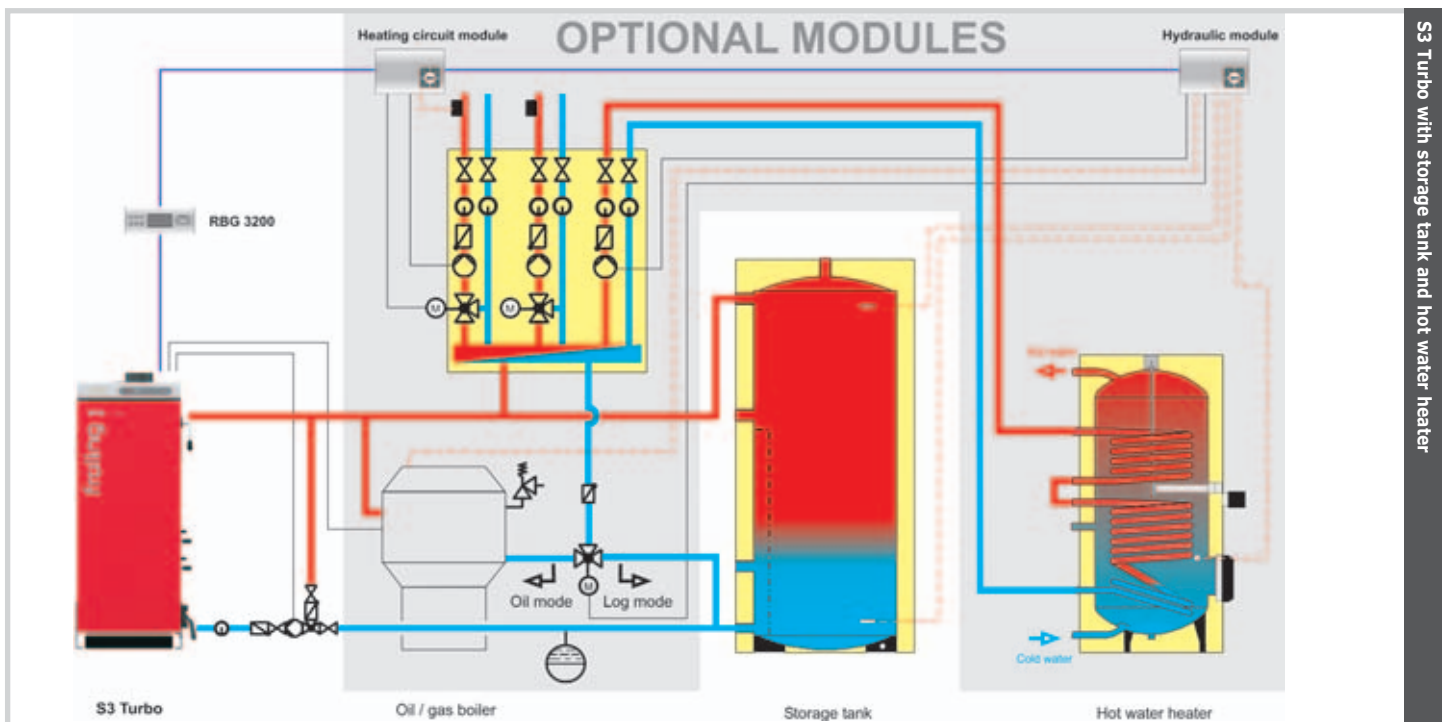 OPTIONAL MODULES
Heating circuit module
Hydraulic module
RBG 3200
M
M
Oil mode
M
Log mode
Cold water
S3 Turbo
Oil / gas boiler
Storage tank
Hot water heater
S3 Turbo with storage tank and hot water heater